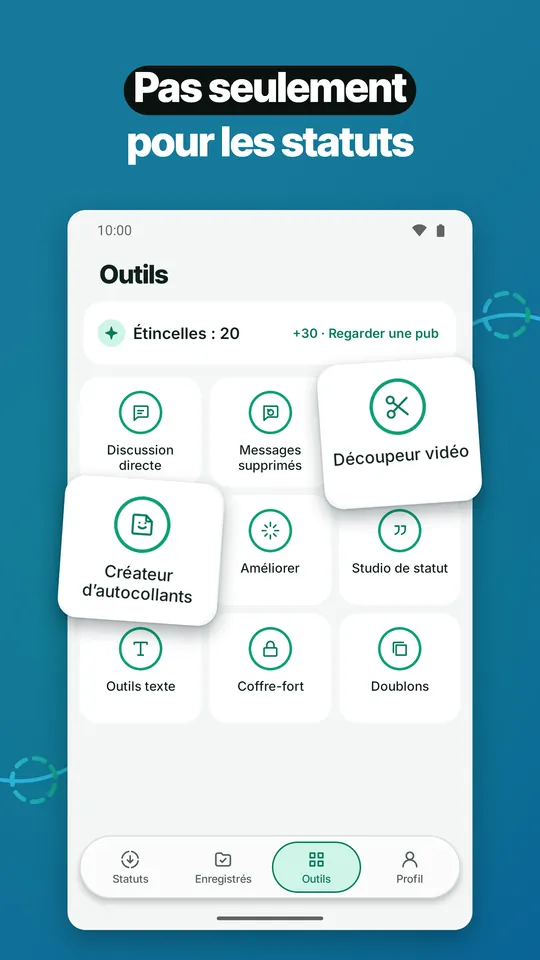 Pas seulement
pour les statuts
10:00
Outils
Étincelles : 20
+30 · Regarder une pub
Discussion
directe
Messages
supprimés
Découpeur vidéo
Créateur
d’autocollants
Améliorer
Studio de statut
Outils texte
Coffre-fort
Doublons
Statuts
Enregistrés
Outils
Profil